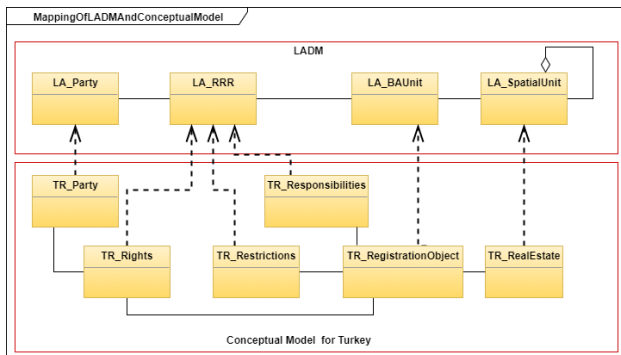 MappingOfLADMAndConceptualModel
LADM
LA_Party
LA_RRR
LA_BAUnit
LA_SpatialUnit
TR_Party
TR_Responsibilities
TR_Rights
TR_Restrictions
TR_RegistrationObject
TR_RealEstate
Conceptual Model for Turkey